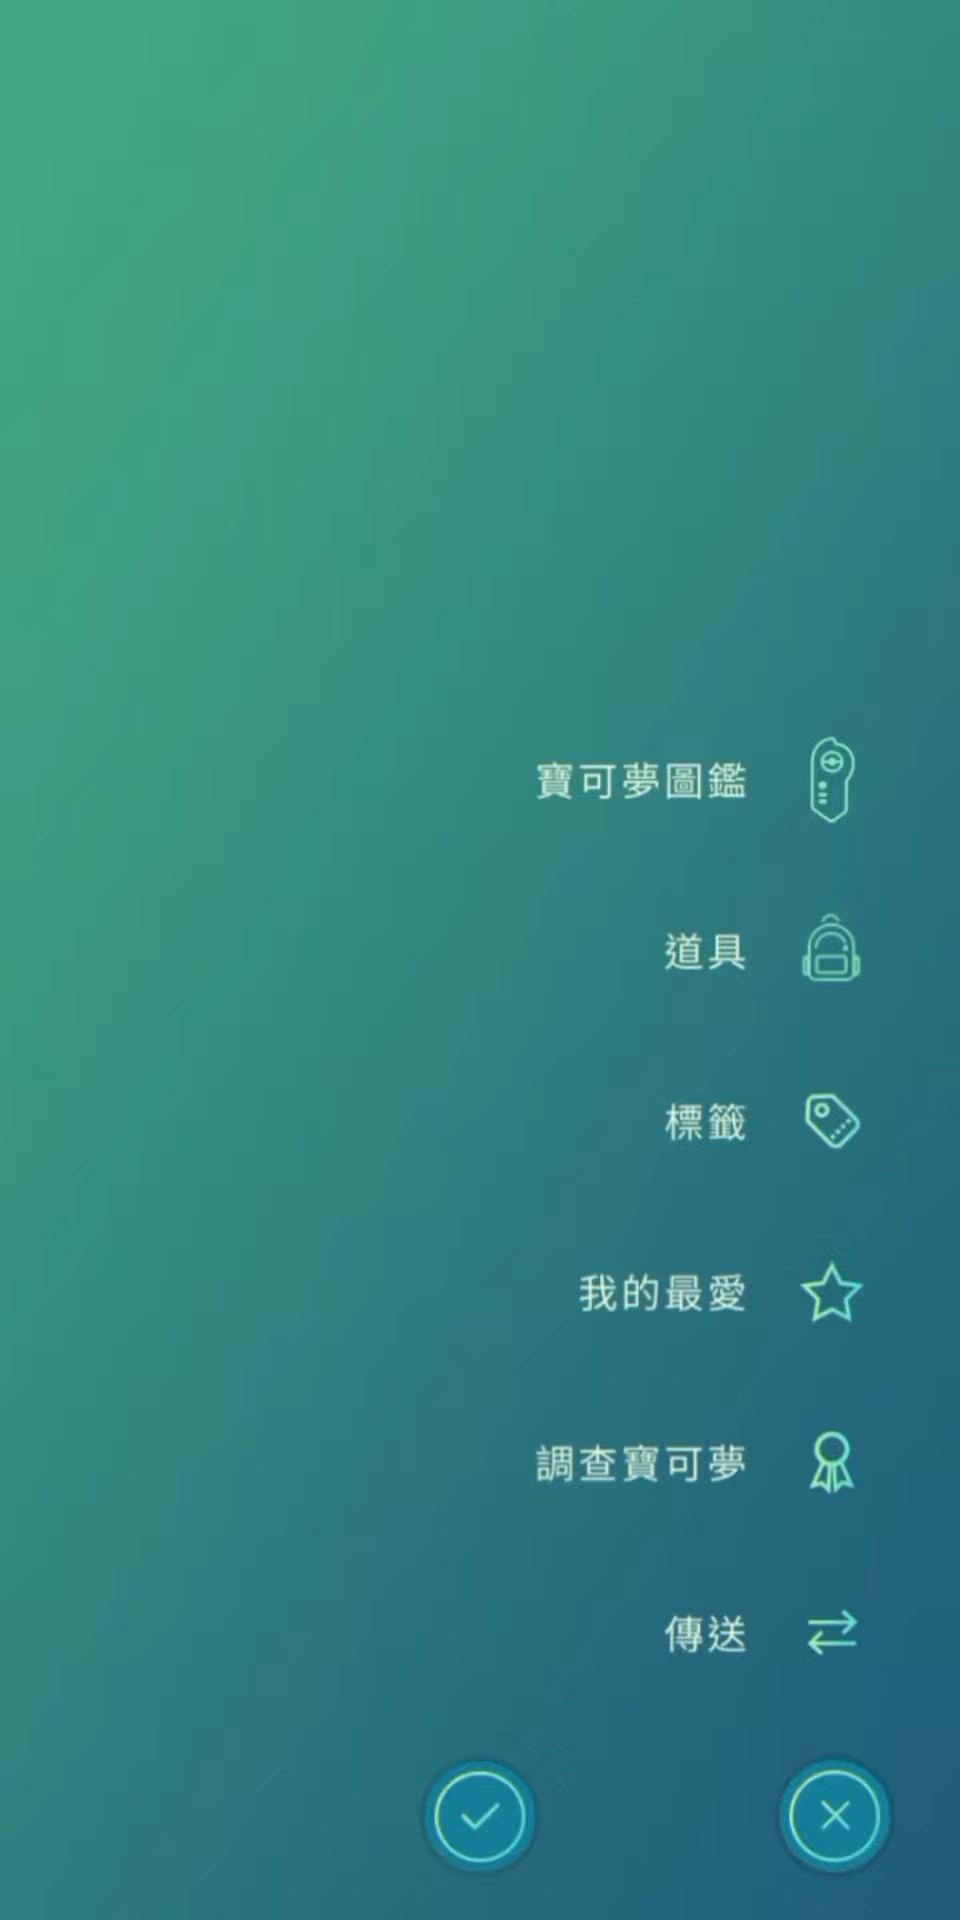 寶可夢圖鑑
道具
標籤
我的最愛
調查寶可夢
傳送